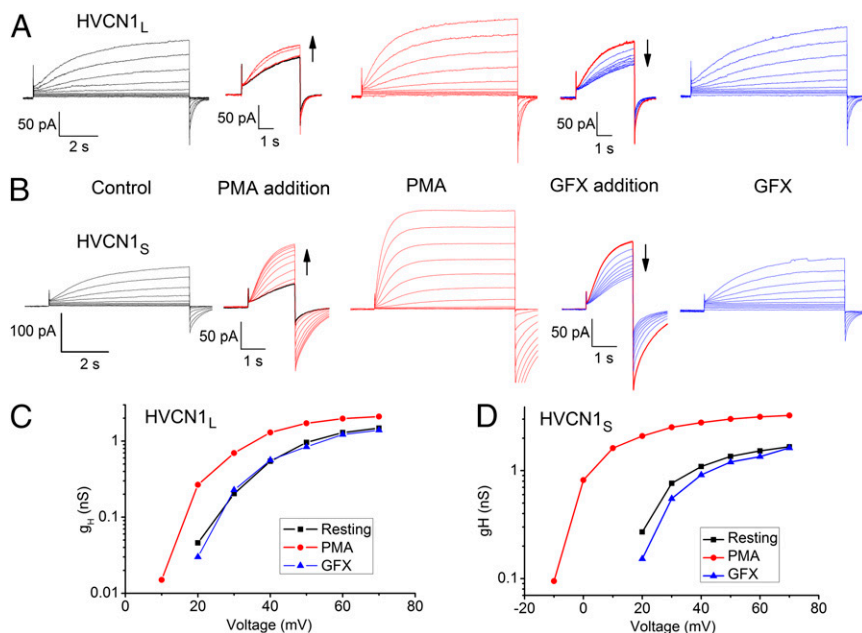 A HVCN1L
50 pA
2 s
50 pA
1 s
50 pA
1 s
Control PMA addition PMA GFX addition GFX
B
HVCN1S
100 pA
2 s
50 pA
1 s
50 pA
1 s
C HVCN1L
gH (nS)
1
0.1
0.01
0 20 40 60 80
Voltage (mV)
Resting
PMA
GFX
D HVCN1S
gH (nS)
1
0.1
-20 0 20 40 60 80
Voltage (mV)
Resting
PMA
GFX